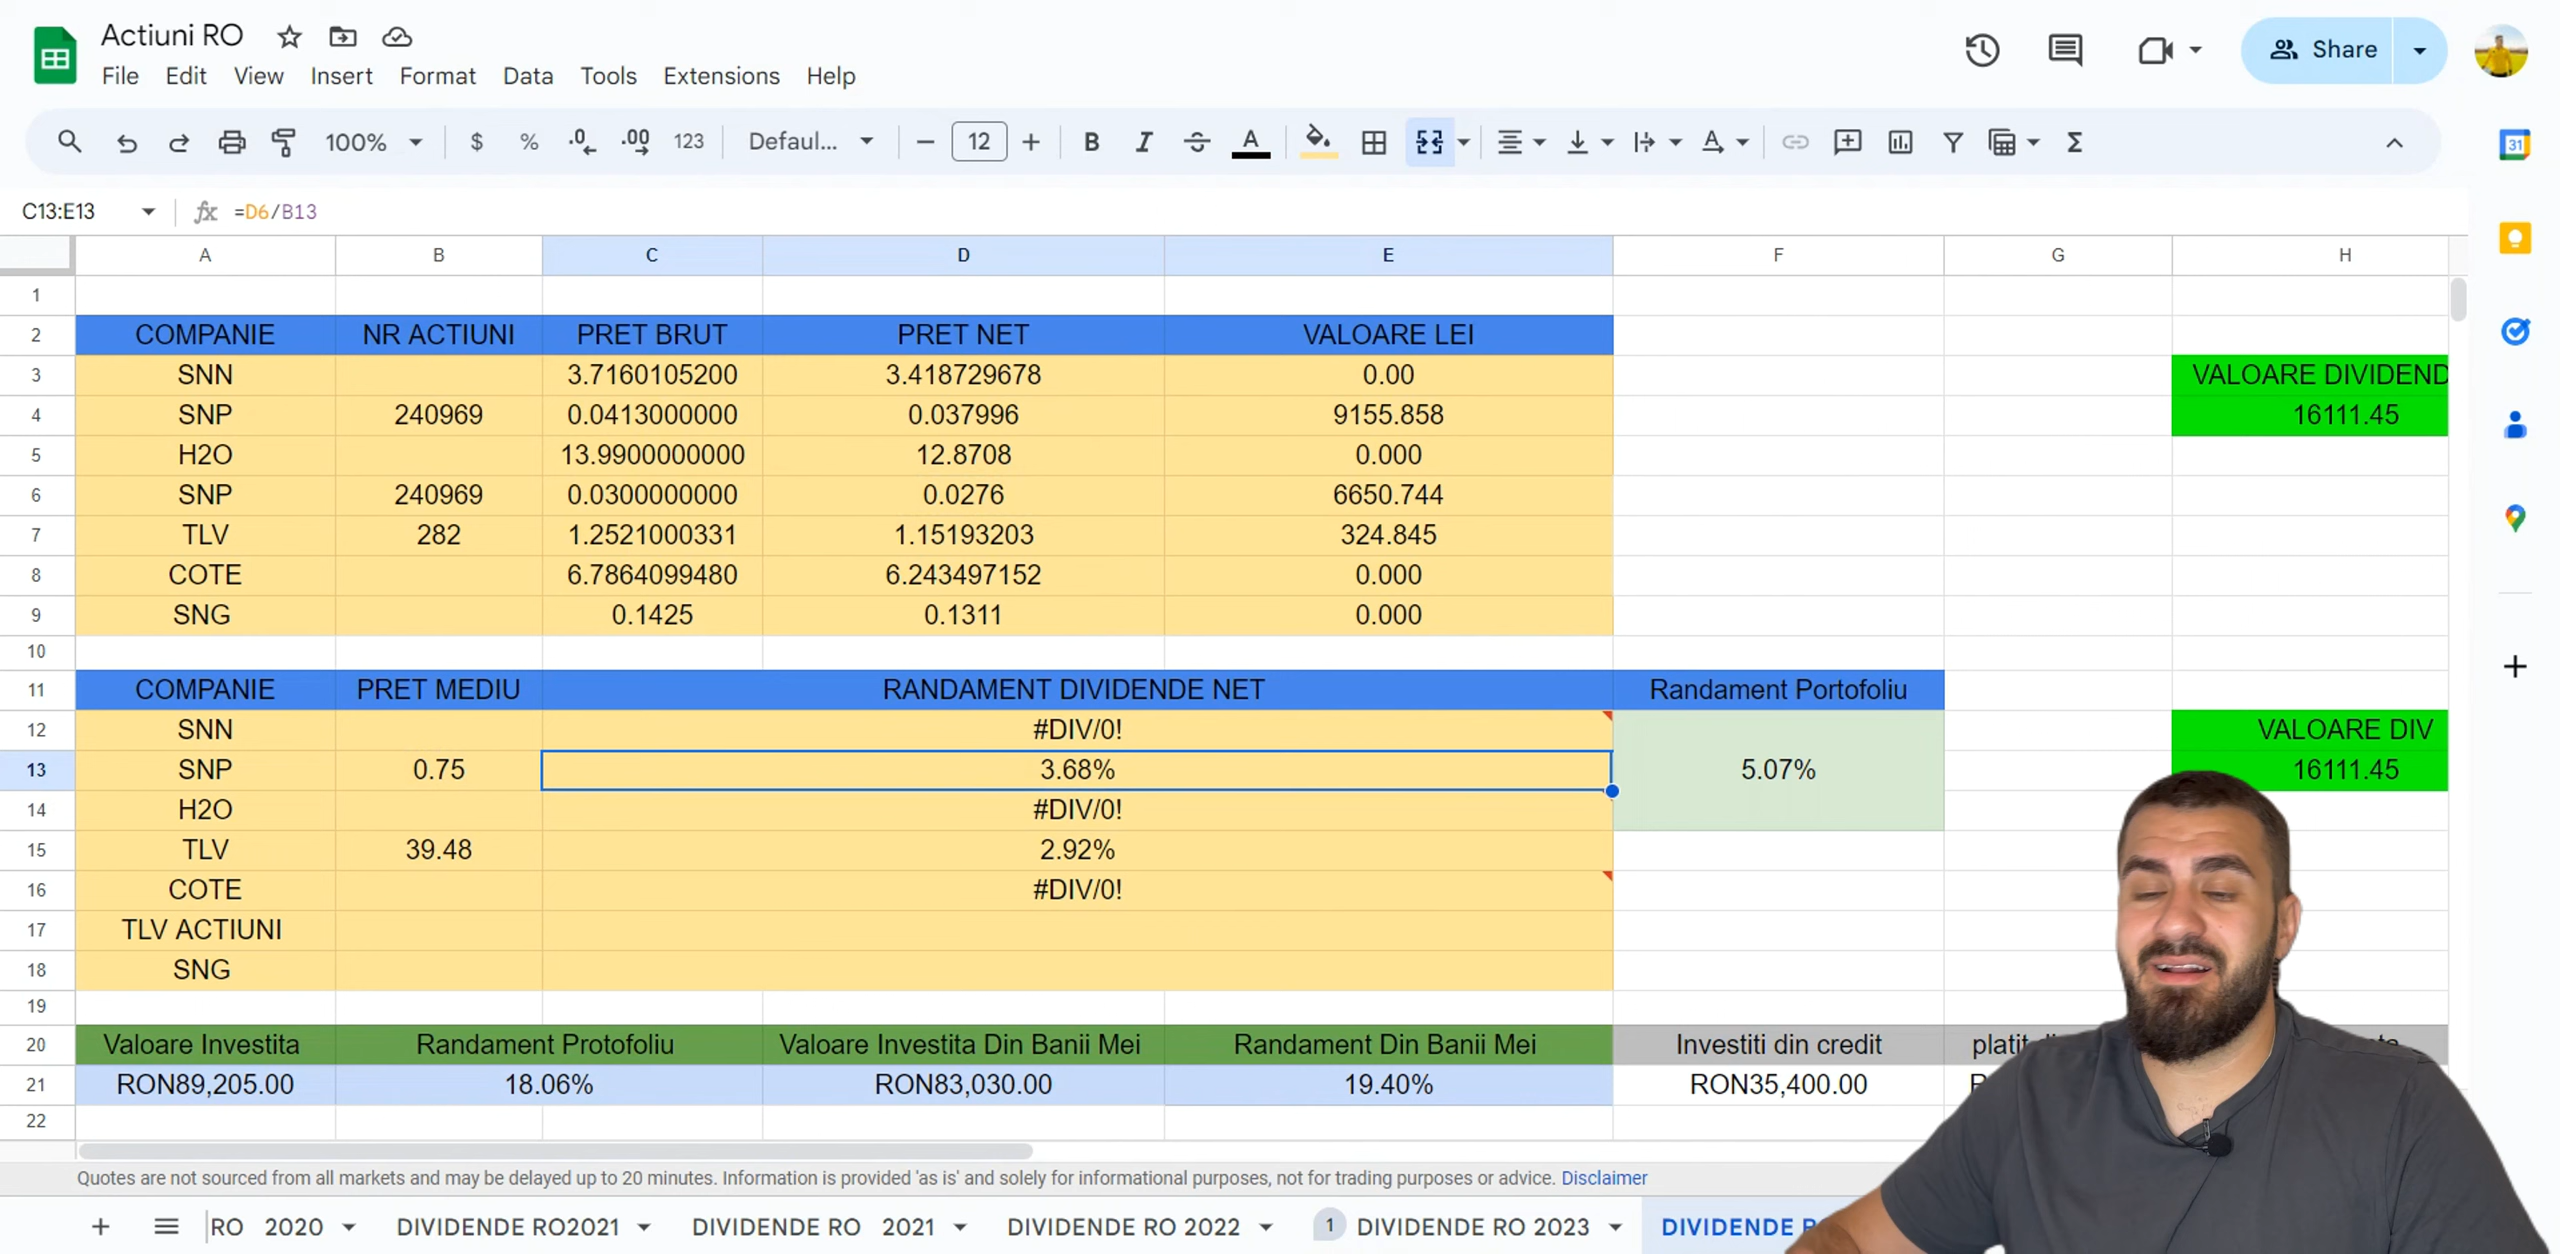 Actiuni RO
File Edit View Insert Format Data Tools Extensions Help
Share
100% $ % .0 .00 123 Defaul... 12 B I A
31
C13:E13 fx =D6/B13
A B C D E F G H
1
2 COMPANIE NR ACTIUNI PRET BRUT PRET NET VALOARE LEI
3 SNN 3.7160105200 3.418729678 0.00 VALOARE DIVIDEND
4 SNP 240969 0.0413000000 0.037996 9155.858 16111.45
5 H2O 13.9900000000 12.8708 0.000
6 SNP 240969 0.0300000000 0.0276 6650.744
7 TLV 282 1.2521000331 1.15193203 324.845
8 COTE 6.7864099480 6.243497152 0.000
9 SNG 0.1425 0.1311 0.000
10
11 COMPANIE PRET MEDIU RANDAMENT DIVIDENDE NET Randament Portofoliu
12 SNN #DIV/0! VALOARE DIV
13 SNP 0.75 3.68% 5.07% 16111.45
14 H2O #DIV/0!
15 TLV 39.48 2.92%
16 COTE #DIV/0!
17 TLV ACTIUNI
18 SNG
19
20 Valoare Investita Randament Protofoliu Valoare Investita Din Banii Mei Randament Din Banii Mei Investiti din credit platit
21 RON89,205.00 18.06% RON83,030.00 19.40% RON35,400.00
22
Quotes are not sourced from all markets and may be delayed up to 20 minutes. Information is provided 'as is' and solely for informational purposes, not for trading purposes or advice. Disclaimer
RO 2020 DIVIDENDE RO2021 DIVIDENDE RO 2021 DIVIDENDE RO 2022 1 DIVIDENDE RO 2023 DIVIDENDE